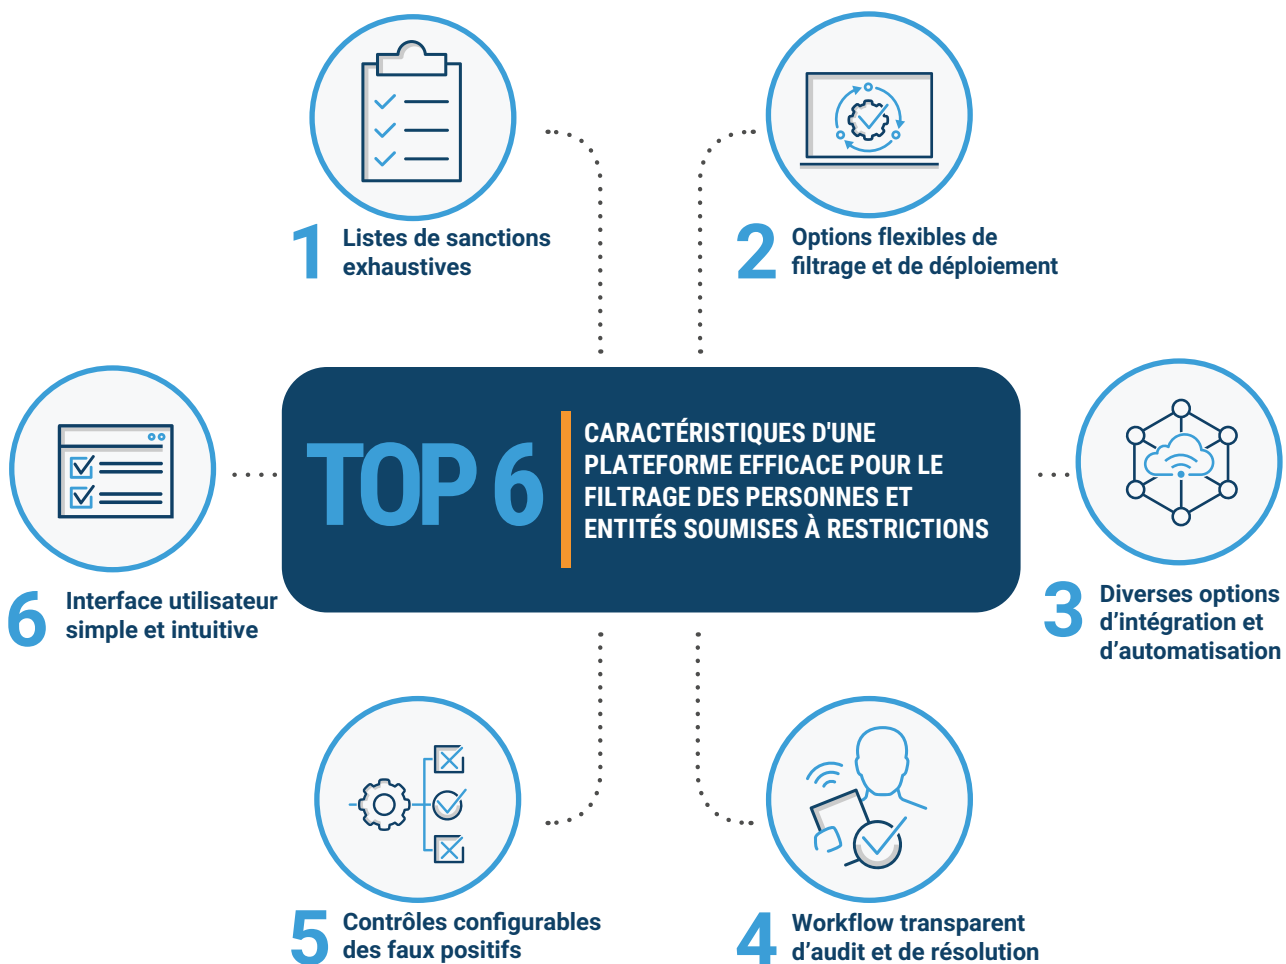 1 Listes de sanctions
exhaustives
2 Options flexibles de
filtrage et de déploiement
TOP 6
CARACTÉRISTIQUES D'UNE
PLATEFORME EFFICACE POUR LE
FILTRAGE DES PERSONNES ET
ENTITÉS SOUMISES À RESTRICTIONS
3 Diverses options
d’intégration et
d’automatisation
4 Workflow transparent
d’audit et de résolution
5 Contrôles configurables
des faux positifs
6 Interface utilisateur
simple et intuitive